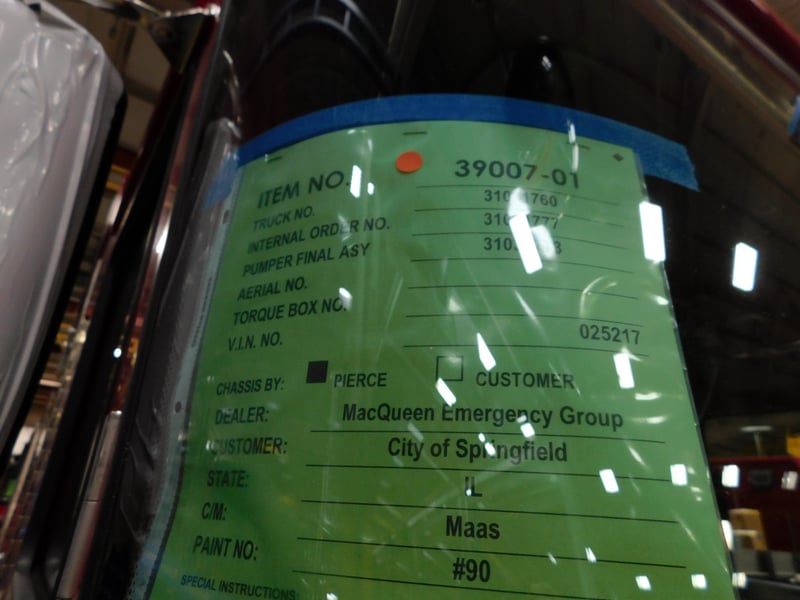 ITEM NO. 39007-01
TRUCK NO.
INTERNAL ORDER NO.
PUMPER FINAL ASY
AERIAL NO.
TORQUE BOX NO.
V.I.N. NO. 025217
CHASSIS BY: PIERCE CUSTOMER
DEALER: MacQueen Emergency Group
CUSTOMER: City of Springfield
STATE: IL
C/M: Maas
PAINT NO: #90
SPECIAL INSTRUCTIONS: